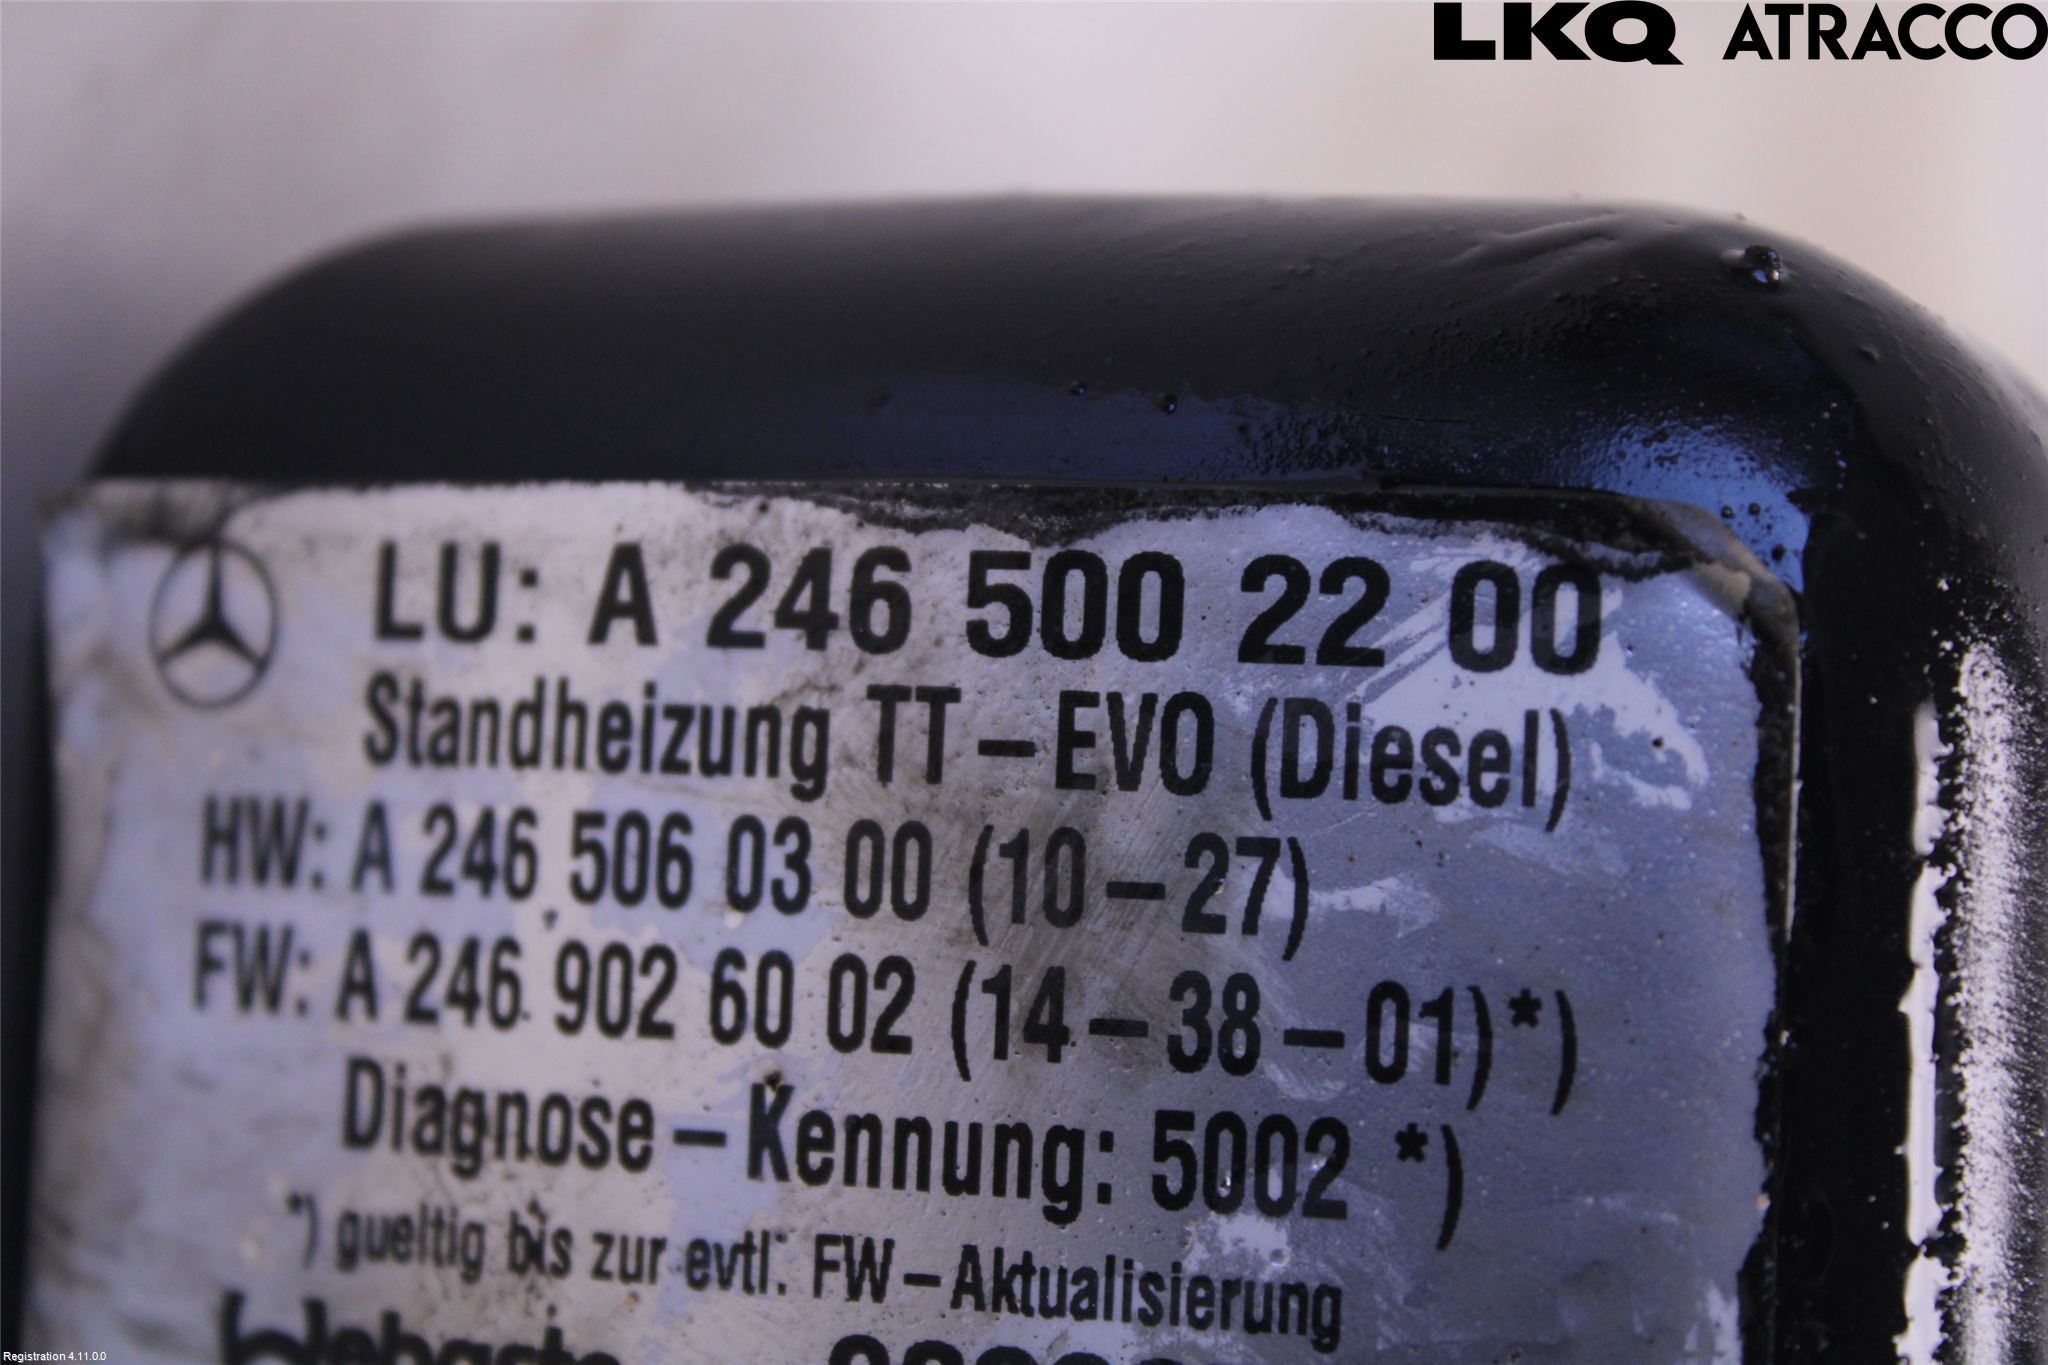 LKQ ATRACCO
LU: A 246 500 22 00
Standheizung TT-EVO (Diesel)
HW: A 246 506 03 00 (10-27)
FW: A 246 902 60 02 (14-38-01)*)
Diagnose-Kennung: 5002 *)
*) gueltig bis zur evtl. FW-Aktualisierung
Webasto
Registration 4.11.0.0